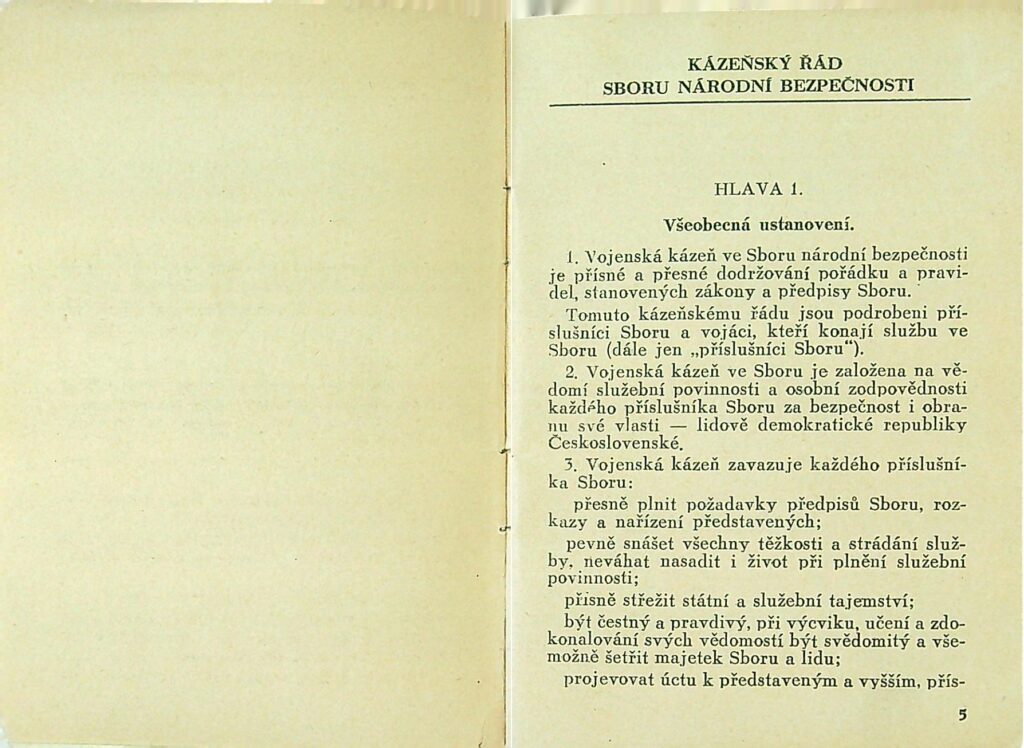 KÁZEŇSKÝ ŘÁD
SBORU NÁRODNÍ BEZPEČNOSTI
HLAVA 1.
Všeobecná ustanovení.
1. Vojenská kázeň ve Sboru národní bezpečnosti
je přísné a přesné dodržování pořádku a pravi-
del, stanovených zákony a předpisy Sboru.
Tomuto kázeňskému řádu jsou podrobeni pří-
slušníci Sboru a vojáci, kteří konají službu ve
Sboru (dále jen „příslušníci Sboru“).
2. Vojenská kázeň ve Sboru je založena na vě-
domí služební povinnosti a osobní zodpovědnosti
každého příslušníka Sboru za bezpečnost i obra-
nu své vlasti — lidově demokratické republiky
Československé.
3. Vojenská kázeň zavazuje každého příslušní-
ka Sboru:
přesně plnit požadavky předpisů Sboru, roz-
kazy a nařízení představených;
pevně snášet všechny těžkosti a strádání služ-
by, neváhat nasadit i život při plnění služební
povinnosti;
přísně střežit státní a služební tajemství;
být čestný a pravdivý, při výcviku, učení a zdo-
konalování svých vědomostí být svědomitý a vše-
možně šetřit majetek Sboru a lidu;
projevovat úctu k představeným a vyšším, přís-
5